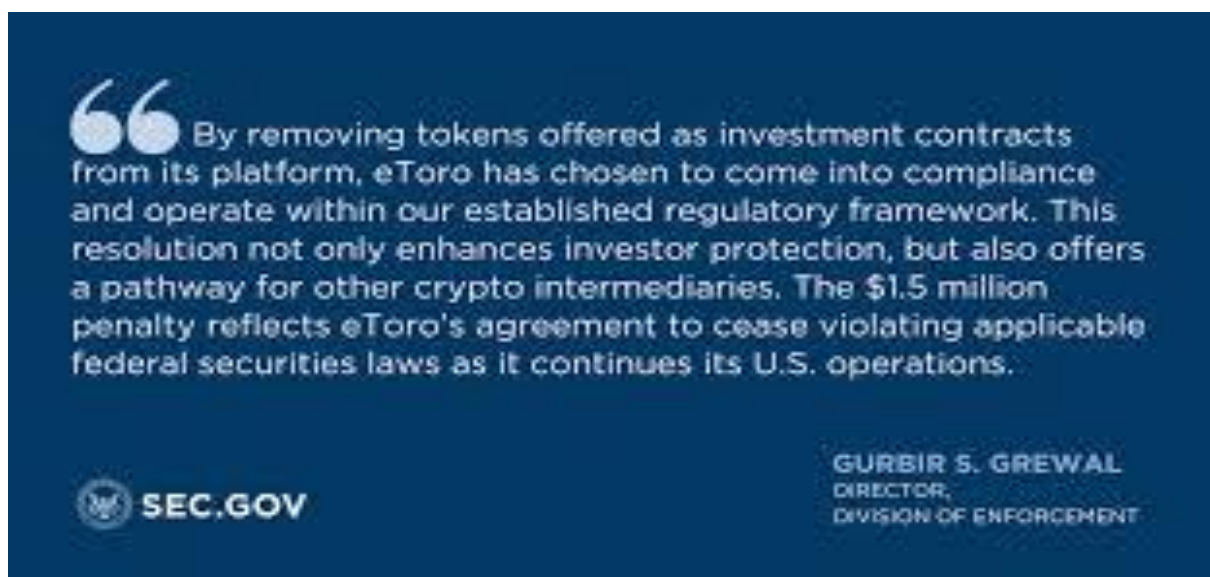 “ By removing tokens offered as investment contracts
from its platform, eToro has chosen to come into compliance
and operate within our established regulatory framework. This
resolution not only enhances investor protection, but also offers
a pathway for other crypto intermediaries. The $1.5 million
penalty reflects eToro's agreement to cease violating applicable
federal securities laws as it continues its U.S. operations.
GURBIR S. GREWAL
DIRECTOR,
DIVISION OF ENFORCEMENT
SEC.GOV